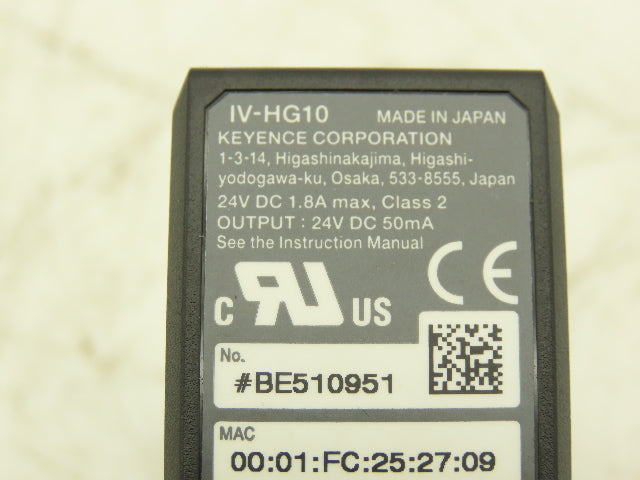 IV-HG10 MADE IN JAPAN
KEYENCE CORPORATION
1-3-14, Higashinakajima, Higashi-
yodogawa-ku, Osaka, 533-8555, Japan
24V DC 1.8A max, Class 2
OUTPUT : 24V DC 50mA
See the Instruction Manual
CE
C RU US
No.
#BE510951
MAC
00:01:FC:25:27:09